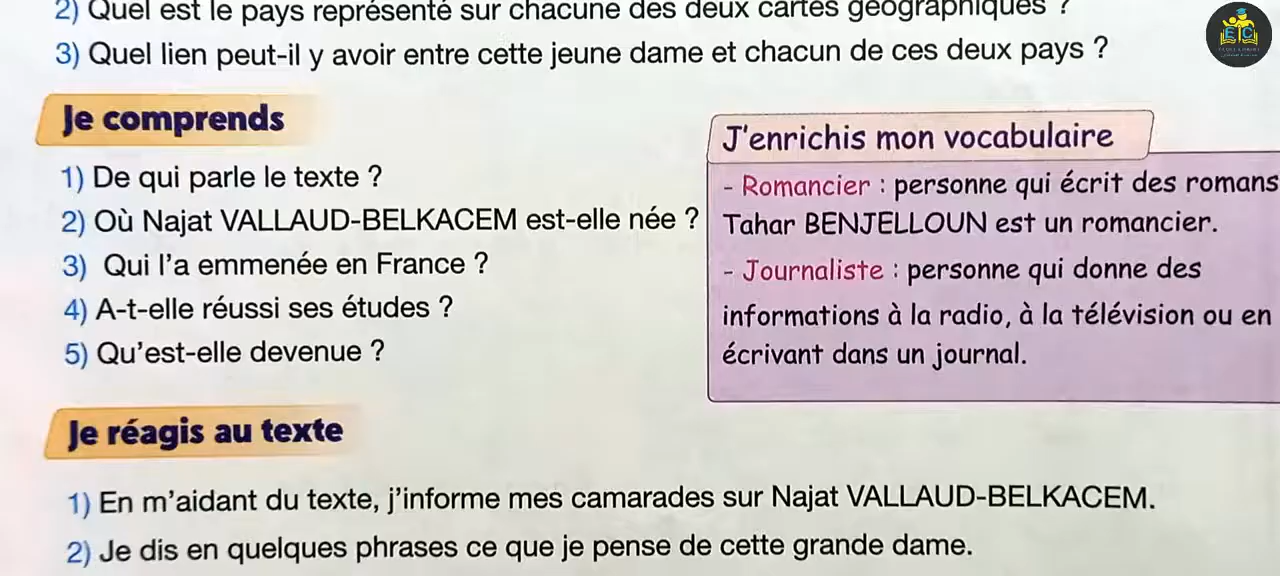 2) Quel est le pays représenté sur chacune des deux cartes géographiques ?
3) Quel lien peut-il y avoir entre cette jeune dame et chacun de ces deux pays ?
Je comprends
1) De qui parle le texte ?
2) Où Najat VALLAUD-BELKACEM est-elle née ?
3) Qui l'a emmenée en France ?
4) A-t-elle réussi ses études ?
5) Qu'est-elle devenue ?
J'enrichis mon vocabulaire
- Romancier : personne qui écrit des romans
Tahar BENJELLOUN est un romancier.
- Journaliste : personne qui donne des
informations à la radio, à la télévision ou en
écrivant dans un journal.
Je réagis au texte
1) En m'aidant du texte, j'informe mes camarades sur Najat VALLAUD-BELKACEM.
2) Je dis en quelques phrases ce que je pense de cette grande dame.
EC